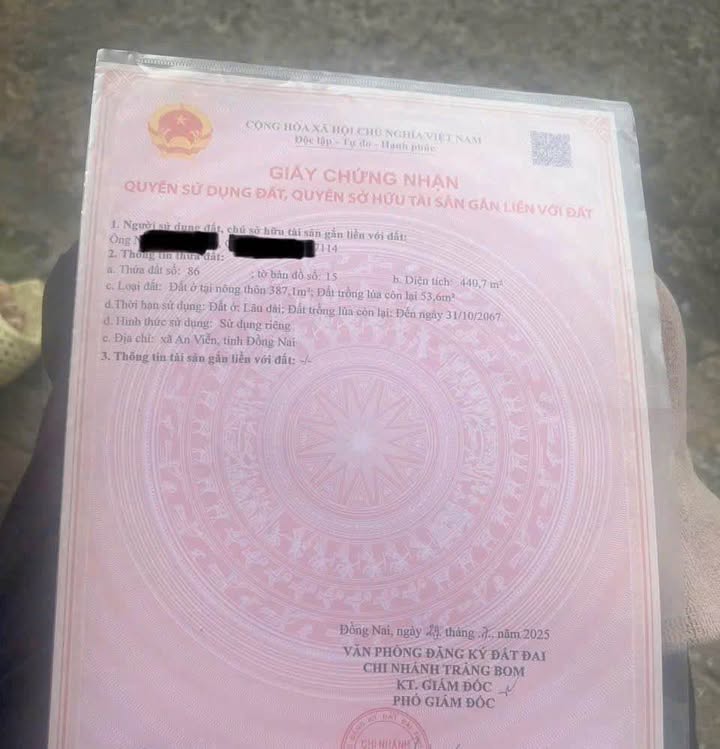 CỘNG HÒA XÃ HỘI CHỦ NGHĨA VIỆT NAM
Độc lập - Tự do - Hạnh phúc
GIẤY CHỨNG NHẬN
QUYỀN SỬ DỤNG ĐẤT, QUYỀN SỞ HỮU TÀI SẢN GẮN LIỀN VỚI ĐẤT
1. Người sử dụng đất, chủ sở hữu tài sản gắn liền với đất:
Ông
2. Thông tin thửa đất:
a. Thửa đất số: 86 ; tờ bản đồ số: 15 b. Diện tích: 440,7 m²
c. Loại đất: Đất ở tại nông thôn 387,1m²; Đất trồng lúa còn lại 53,6m²
d. Thời hạn sử dụng: Đất ở: Lâu dài; Đất trồng lúa còn lại: Đến ngày 31/10/2067
đ. Hình thức sử dụng: Sử dụng riêng
e. Địa chỉ: xã An Viễn, tỉnh Đồng Nai
3. Thông tin tài sản gắn liền với đất: -/-
Đồng Nai, ngày tháng năm 2025
VĂN PHÒNG ĐĂNG KÝ ĐẤT ĐAI
CHI NHÁNH TRẢNG BOM
KT. GIÁM ĐỐC
PHÓ GIÁM ĐỐC
CHI NHÁNH